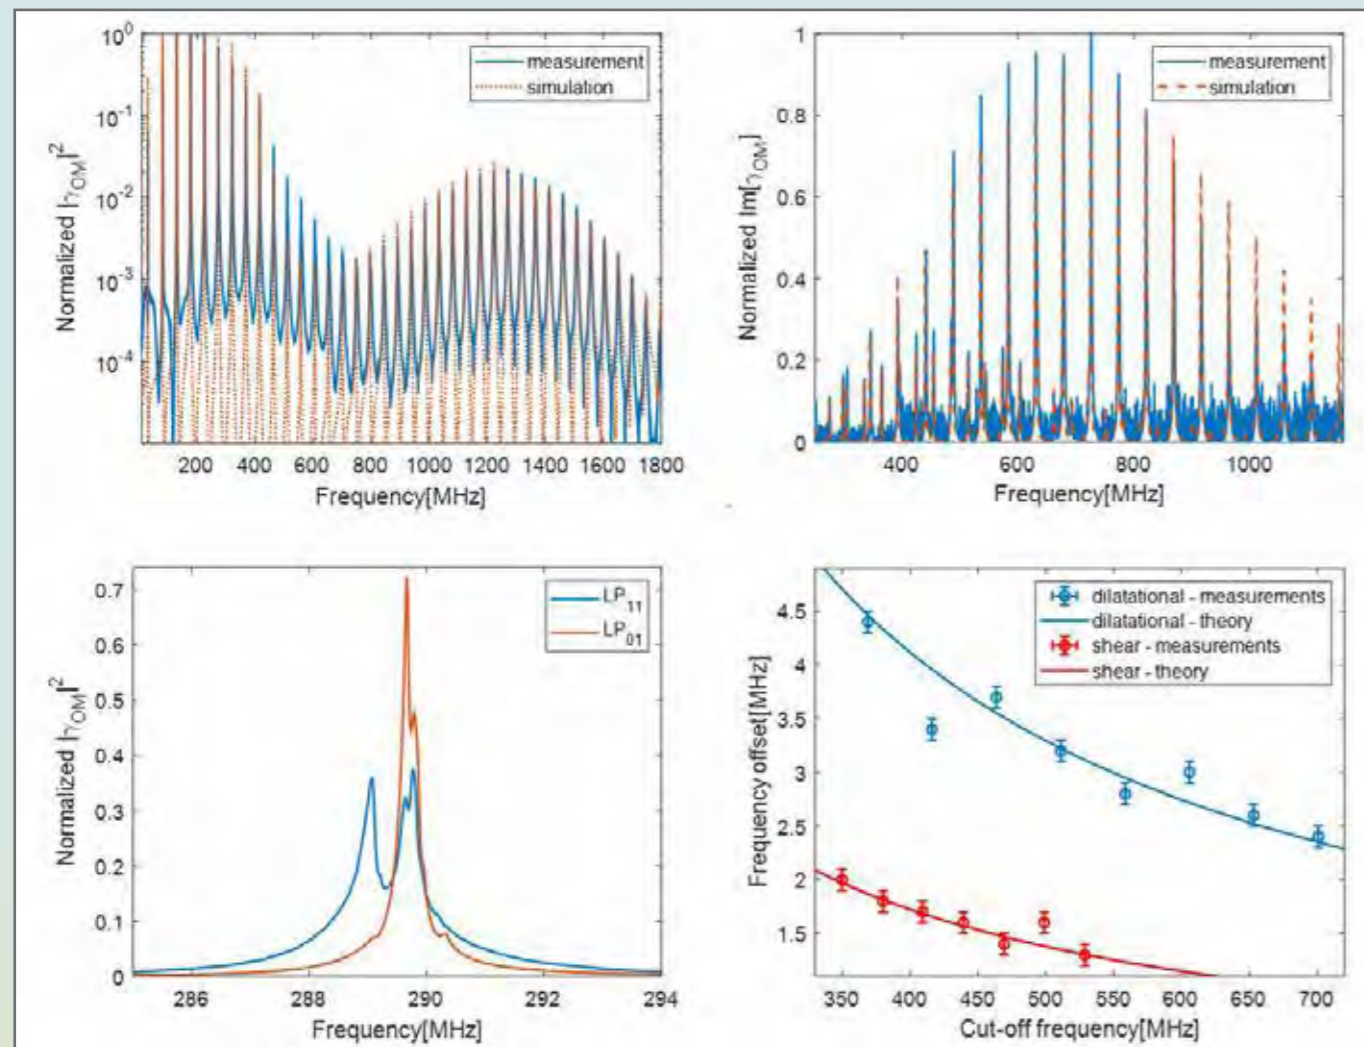 10^0
10^-1
10^-2
10^-3
10^-4
Normalized |γ_OM|^2
measurement
simulation
200 400 600 800 1000 1200 1400 1600 1800
Frequency[MHz]
1
0.8
0.6
0.4
0.2
0
Normalized Im[γ_OM]
measurement
simulation
400 600 800 1000
Frequency[MHz]
0.7
0.6
0.5
0.4
0.3
0.2
0.1
0
Normalized |γ_OM|^2
LP_11
LP_01
286 288 290 292 294
Frequency[MHz]
4.5
4
3.5
3
2.5
2
1.5
Frequency offset[MHz]
dilatational - measurements
dilatational - theory
shear - measurements
shear - theory
350 400 450 500 550 600 650 700
Cut-off frequency[MHz]